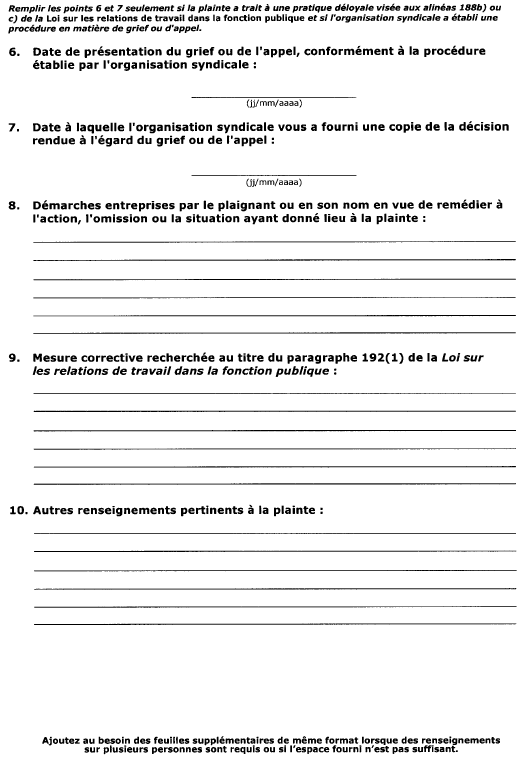 Remplir les points 6 et 7 seulement si la plainte a trait à une pratique déloyale visée aux alinéas 188b) ou
c) de la Loi sur les relations de travail dans la fonction publique et si l'organisation syndicale a établi une
procédure en matière de grief ou d'appel.
6. Date de présentation du grief ou de l'appel, conformément à la procédure
établie par l'organisation syndicale :
(jj/mm/aaaa)
7. Date à laquelle l'organisation syndicale vous a fourni une copie de la décision
rendue à l'égard du grief ou de l'appel :
(jj/mm/aaaa)
8. Démarches entreprises par le plaignant ou en son nom en vue de remédier à
l'action, l'omission ou la situation ayant donné lieu à la plainte :
9. Mesure corrective recherchée au titre du paragraphe 192(1) de la Loi sur
les relations de travail dans la fonction publique :
10. Autres renseignements pertinents à la plainte :
Ajoutez au besoin des feuilles supplémentaires de même format lorsque des renseignements
sur plusieurs personnes sont requis ou si l'espace fourni n'est pas suffisant.